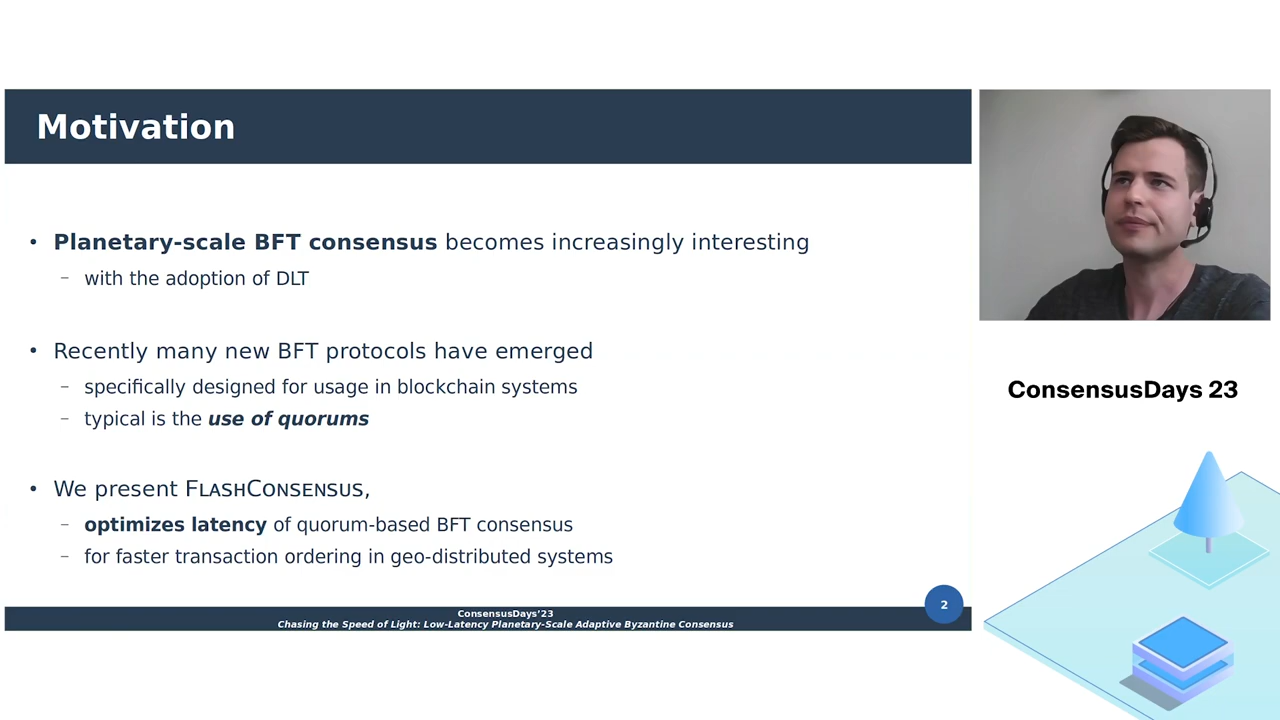 Motivation
• Planetary-scale BFT consensus becomes increasingly interesting
– with the adoption of DLT
• Recently many new BFT protocols have emerged
– specifically designed for usage in blockchain systems
– typical is the use of quorums
• We present FLASHCONSENSUS,
– optimizes latency of quorum-based BFT consensus
– for faster transaction ordering in geo-distributed systems
ConsensusDays'23
Chasing the Speed of Light: Low-Latency Planetary-Scale Adaptive Byzantine Consensus
2
ConsensusDays 23